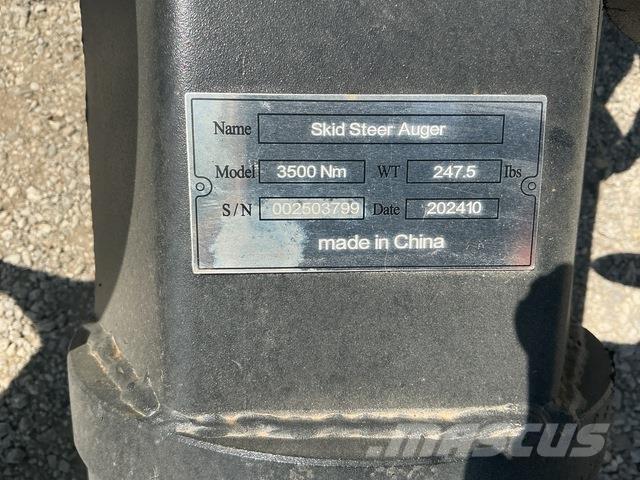 Name Skid Steer Auger
Model 3500 Nm WT 247.5 lbs
S/N 002503799 Date 202410
made in China
MASCUS